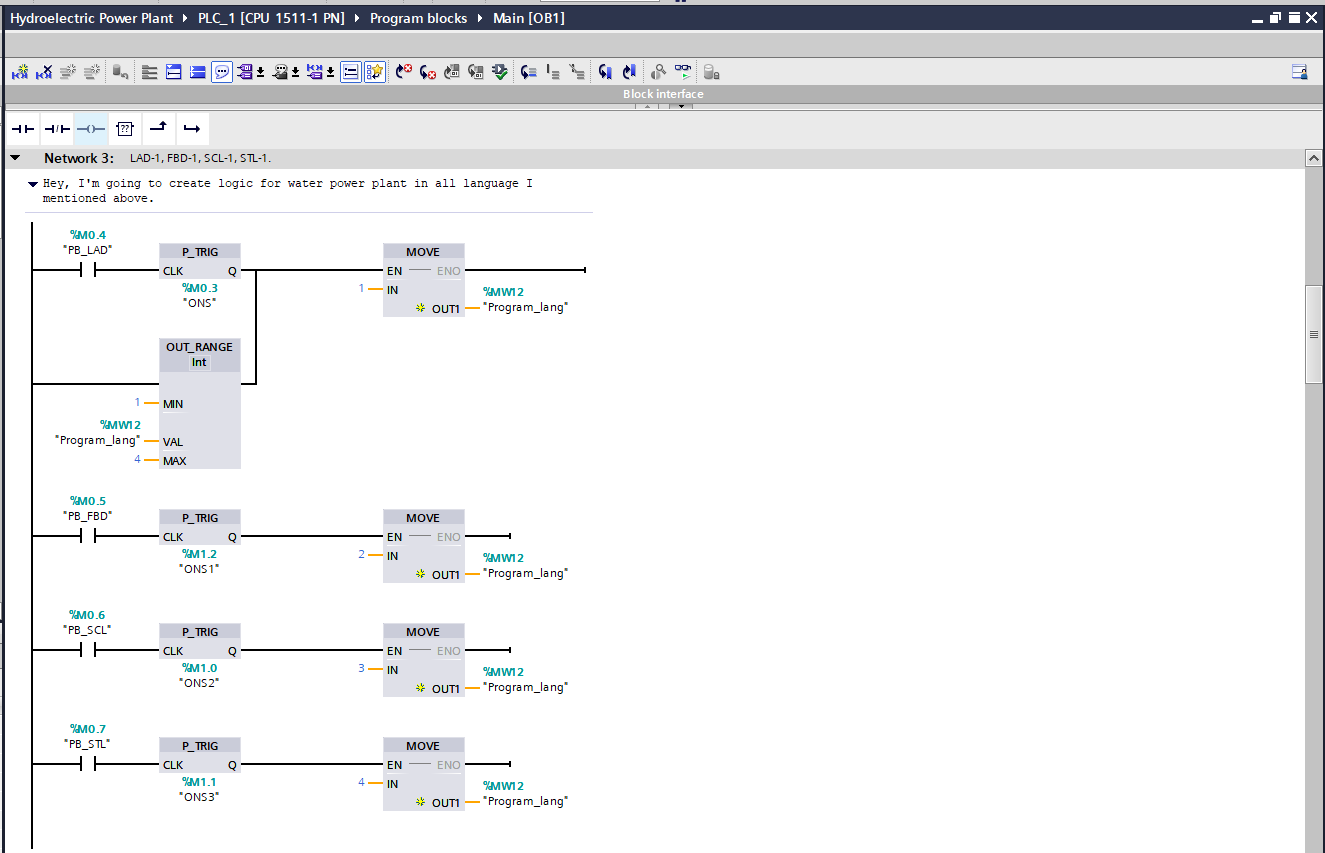 Hydroelectric Power Plant ▸ PLC_1 [CPU 1511-1 PN] ▸ Program blocks ▸ Main [OB1]
Block interface
??
Network 3: LAD-1, FBD-1, SCL-1, STL-1.
Hey, I'm going to create logic for water power plant in all language I
mentioned above.
%M0.4
"PB_LAD"
P_TRIG
CLK Q
%M0.3
"ONS"
MOVE
EN ENO
1 IN
OUT1
%MW12
"Program_lang"
OUT_RANGE
Int
1 MIN
%MW12
"Program_lang" VAL
4 MAX
%M0.5
"PB_FBD"
P_TRIG
CLK Q
%M1.2
"ONS1"
MOVE
EN ENO
2 IN
OUT1
%MW12
"Program_lang"
%M0.6
"PB_SCL"
P_TRIG
CLK Q
%M1.0
"ONS2"
MOVE
EN ENO
3 IN
OUT1
%MW12
"Program_lang"
%M0.7
"PB_STL"
P_TRIG
CLK Q
%M1.1
"ONS3"
MOVE
EN ENO
4 IN
OUT1
%MW12
"Program_lang"